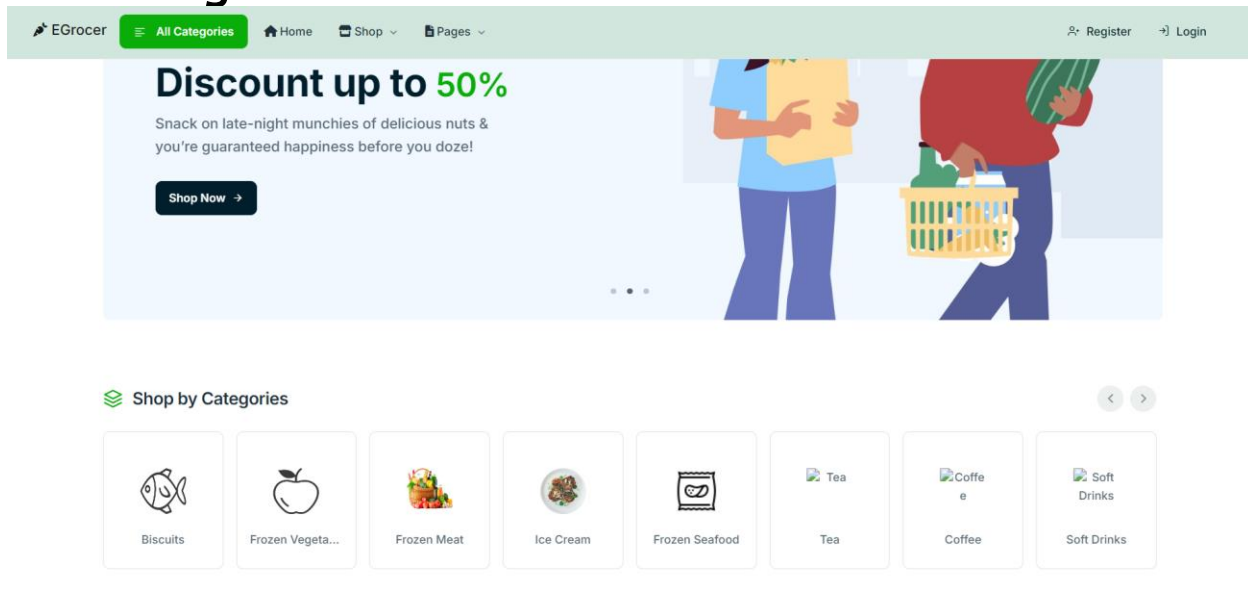 EGrocer All Categories Home Shop Pages Register Login
Discount up to 50%
Snack on late-night munchies of delicious nuts &
you're guaranteed happiness before you doze!
Shop Now →
Shop by Categories
Tea
Coffe
e
Soft
Drinks
Biscuits
Frozen Vegeta...
Frozen Meat
Ice Cream
Frozen Seafood
Tea
Coffee
Soft Drinks